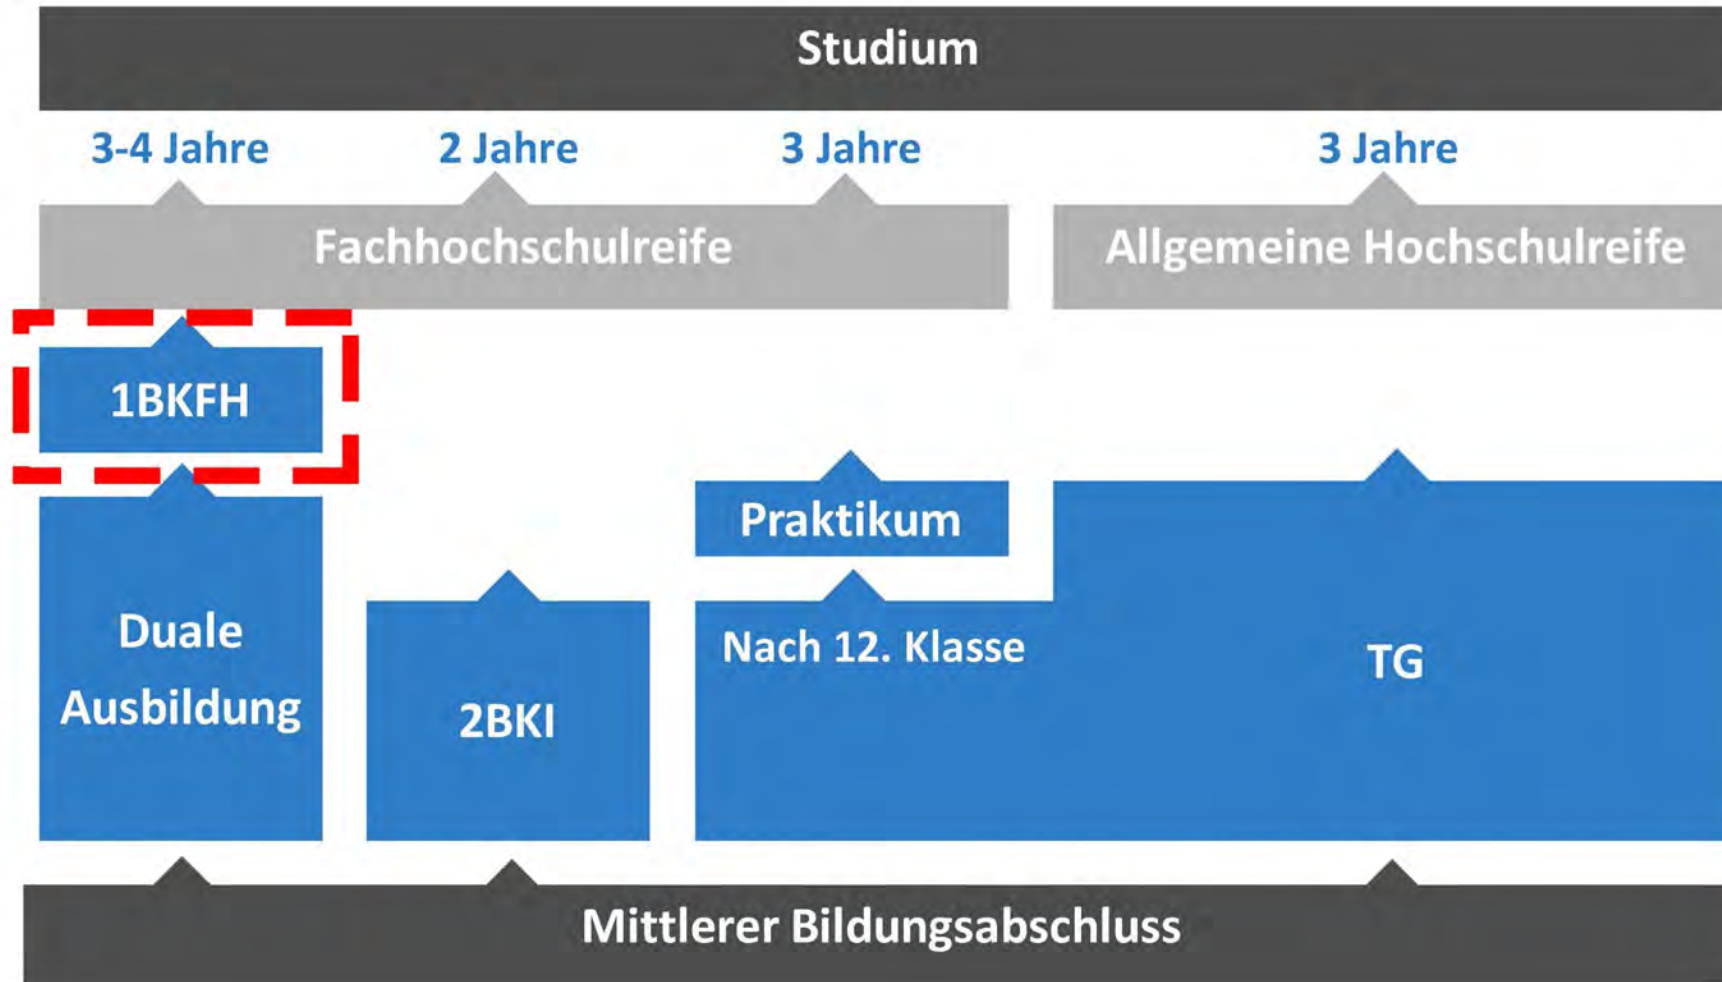 Studium
3-4 Jahre
2 Jahre
3 Jahre
3 Jahre
Fachhochschulreife
Allgemeine Hochschulreife
1BKFH
Praktikum
Duale
Ausbildung
2BKI
Nach 12. Klasse
TG
Mittlerer Bildungsabschluss